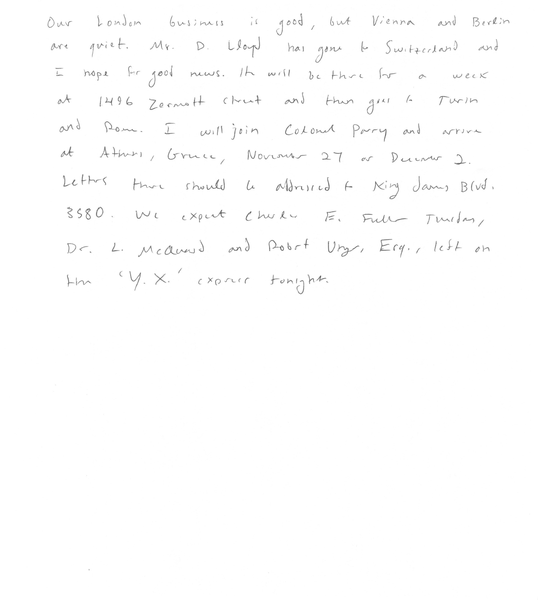 Our London business is good, but Vienna and Berlin
are quiet. Mr. D. Lloyd has gone to Switzerland and
I hope for good news. He will be there for a week
at 1496 Zermott street and then goes to Turin
and Rome. I will join Colonel Parry and arrive
at Athens, Greece, November 27 or December 2.
Letters there should be addressed to King James Blvd.
3580. We expect Charles E. Fuller Tuesday,
Dr. L. McQuaid and Robert Unger, Esq., left on
the 'Y.X.' express tonight.